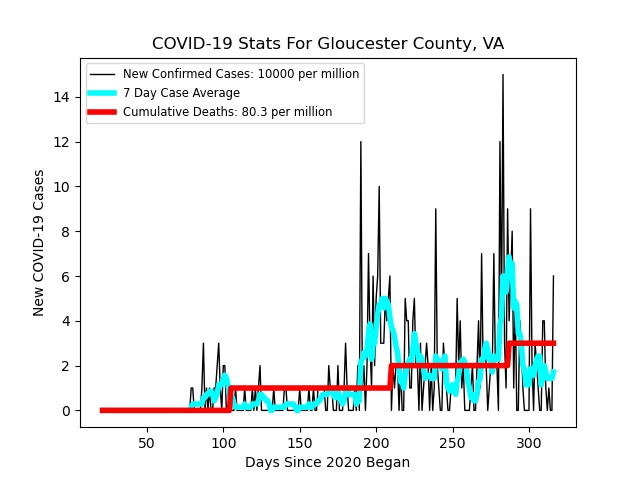 COVID-19 Stats For Gloucester County, VA
New Confirmed Cases: 10000 per million
7 Day Case Average
Cumulative Deaths: 80.3 per million
New COVID-19 Cases
14
12
10
8
6
4
2
0
50 100 150 200 250 300
Days Since 2020 Began